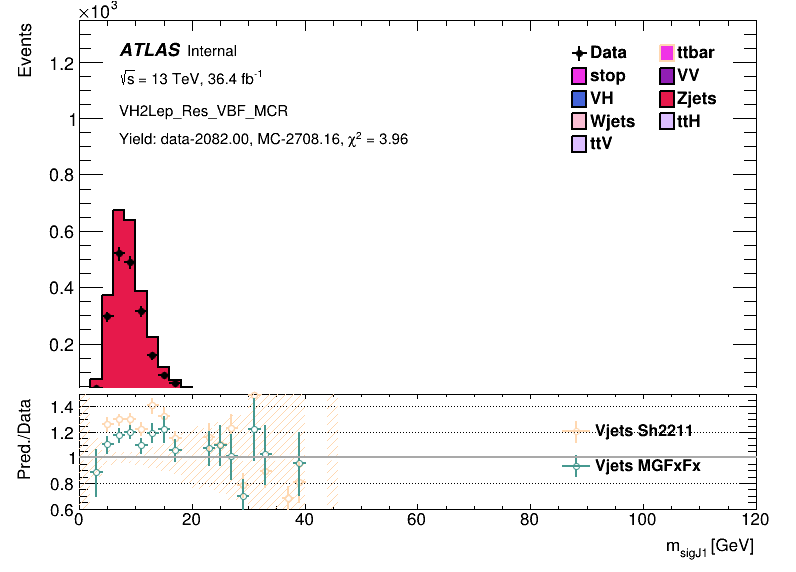 ×10³
Events
ATLAS Internal
√s = 13 TeV, 36.4 fb⁻¹
VH2Lep_Res_VBF_MCR
Yield: data-2082.00, MC-2708.16, χ² = 3.96
Data
ttbar
stop
VV
VH
Zjets
Wjets
ttH
ttV
1.2
1
0.8
0.6
0.4
0.2
Pred./Data
1.4
1.2
1
0.8
0.6
Vjets Sh2211
Vjets MGFxFx
0 20 40 60 80 100 120
m_sigJ1 [GeV]